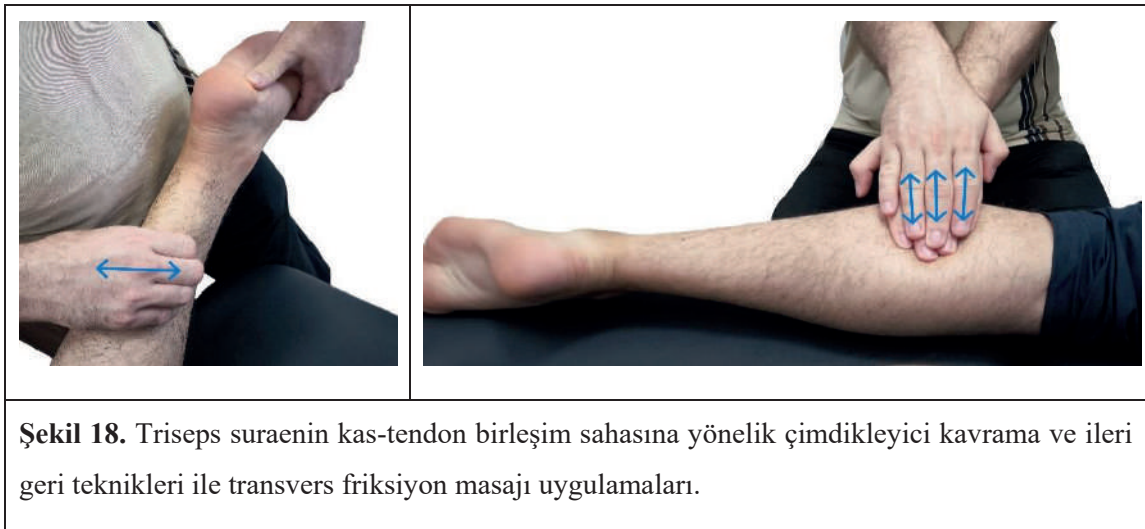 Şekil 18. Triseps suraenin kas-tendon birleşim sahasına yönelik çimdikleyici kavrama ve ileri
geri teknikleri ile transvers friksiyon masajı uygulamaları.